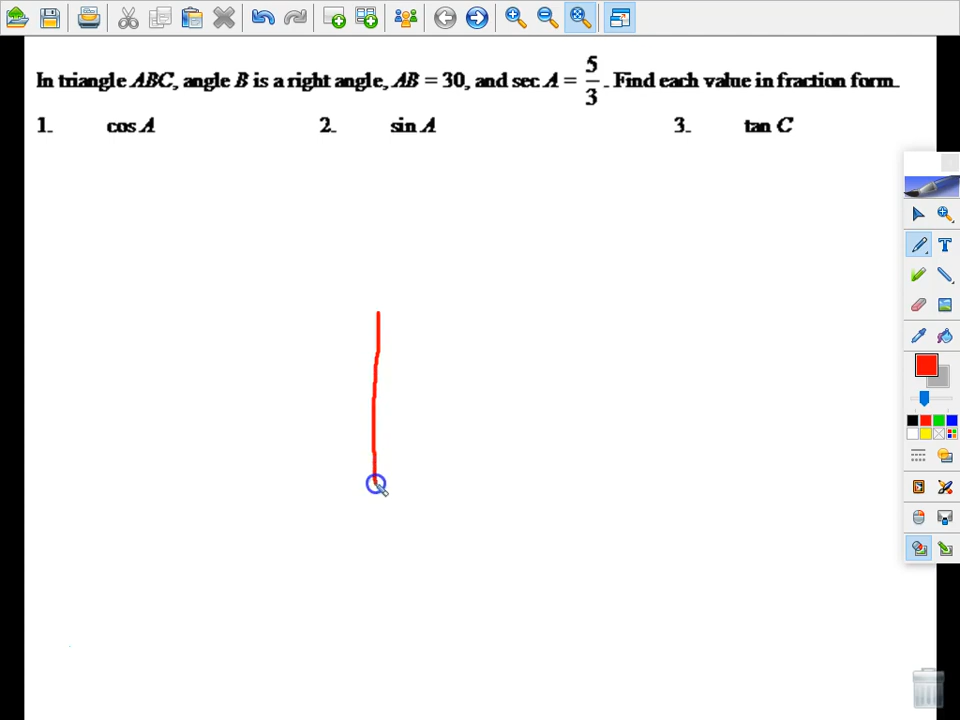 In triangle ABC, angle B is a right angle, AB = 30, and sec A = 5/3. Find each value in fraction form.
1. cos A 2. sin A 3. tan C